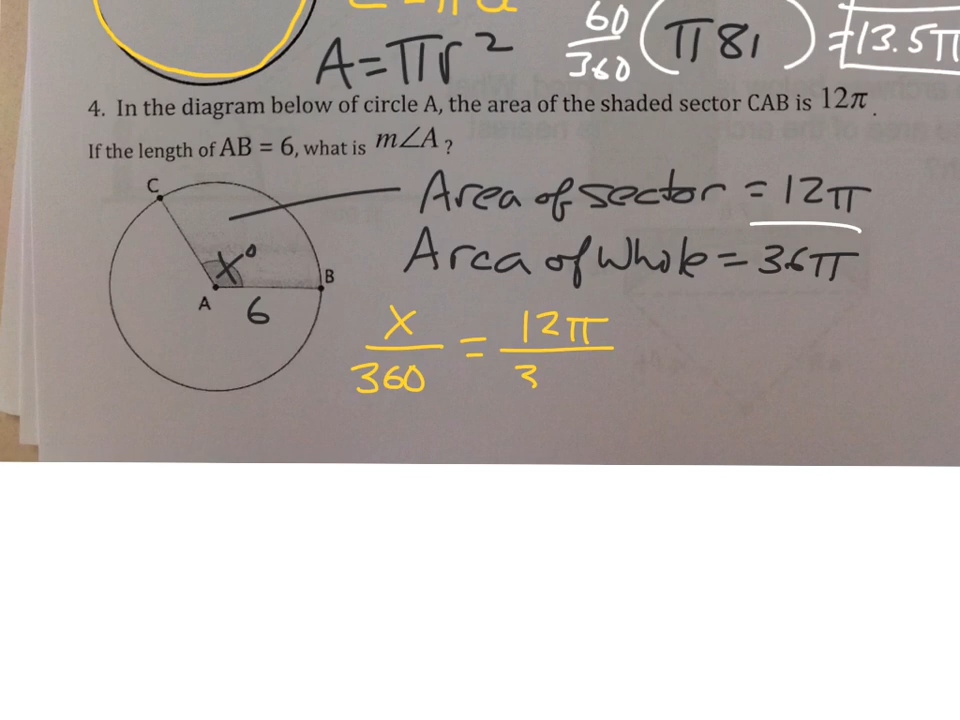 A=πr²
60/360 (π81) = 13.5π
4. In the diagram below of circle A, the area of the shaded sector CAB is 12π.
If the length of AB = 6, what is m∠A ?
C
Area of sector = 12π
Area of Whole = 36π
x°
B
A
6
x/360 = 12π/3